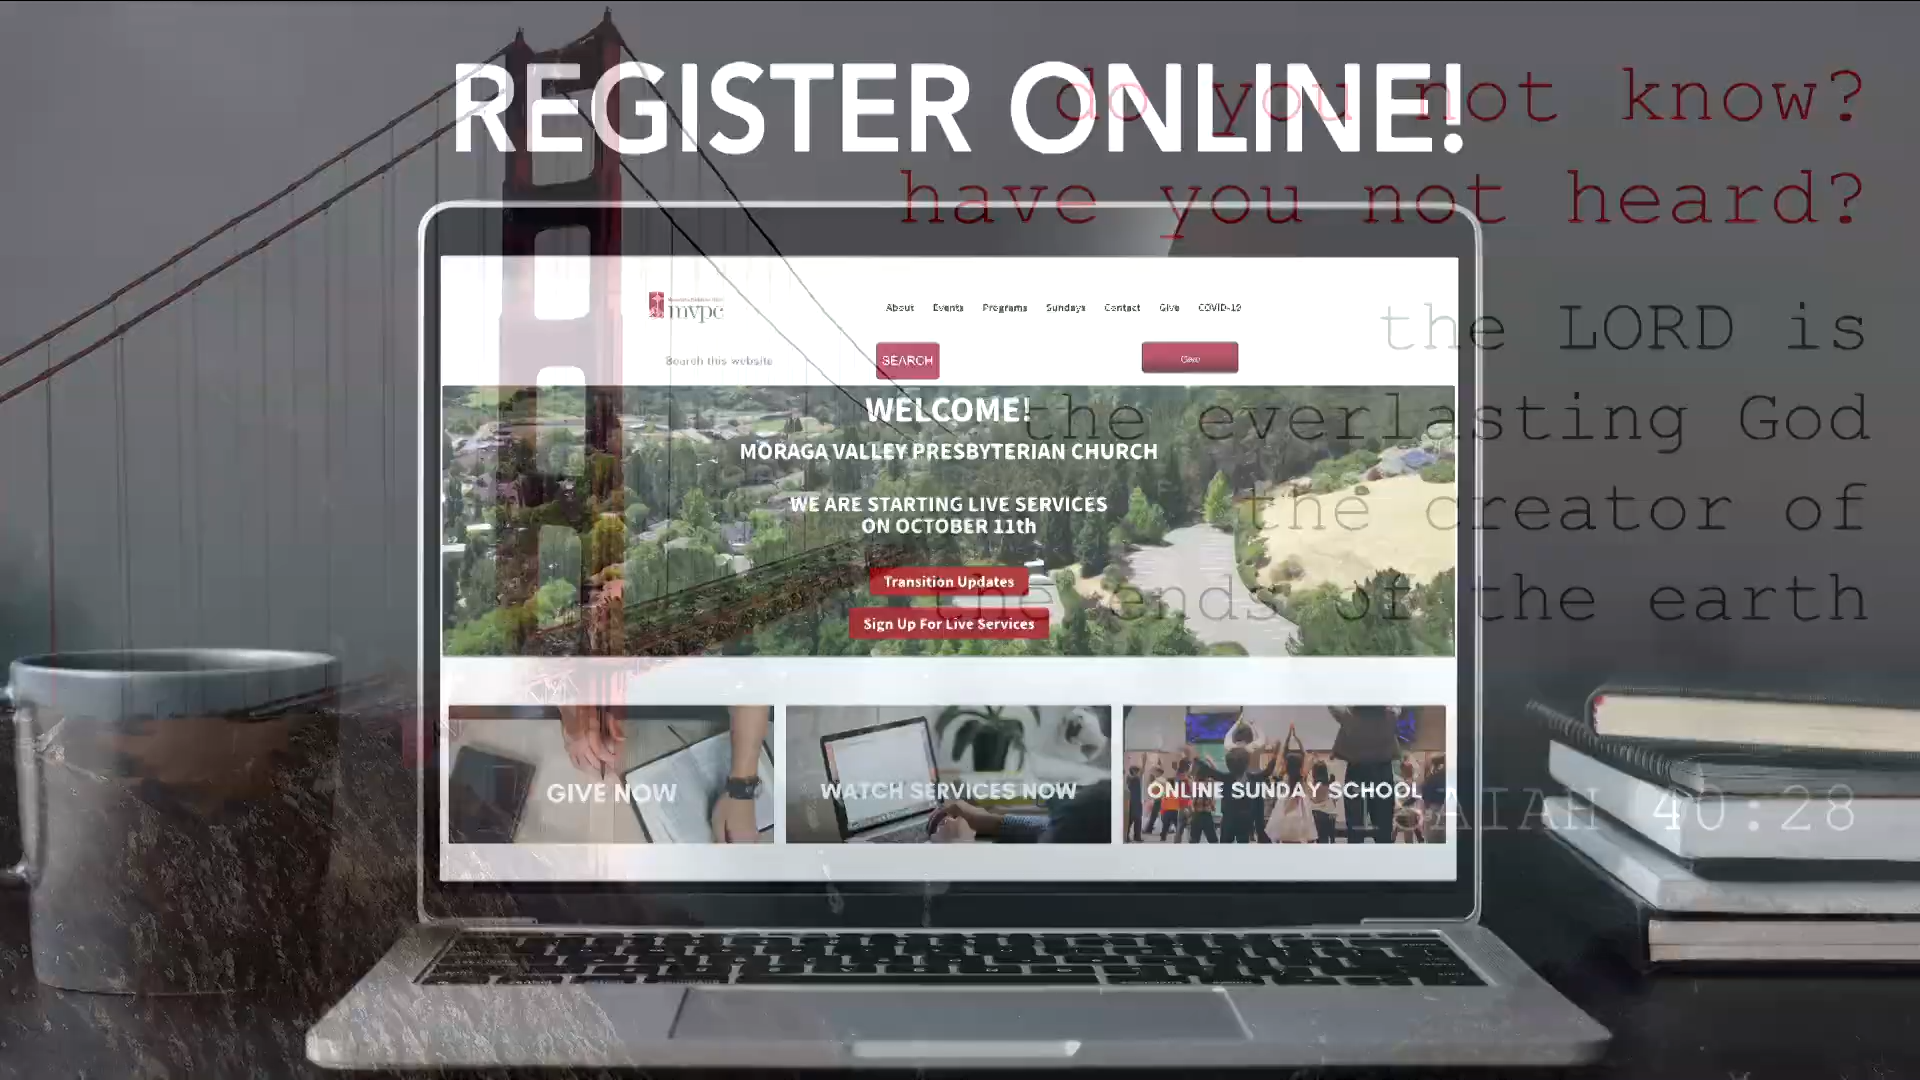 REGISTER ONLINE!
do you not know?
have you not heard?
the LORD is
the everlasting God
the creator of
the ends of the earth
ISAIAH 40:28
mvpc
About Events Programs Sundays Contact Give COVID-19
Search this website SEARCH Give
WELCOME!
MORAGA VALLEY PRESBYTERIAN CHURCH
WE ARE STARTING LIVE SERVICES
ON OCTOBER 11th
Transition Updates
Sign Up For Live Services
GIVE NOW WATCH SERVICES NOW ONLINE SUNDAY SCHOOL